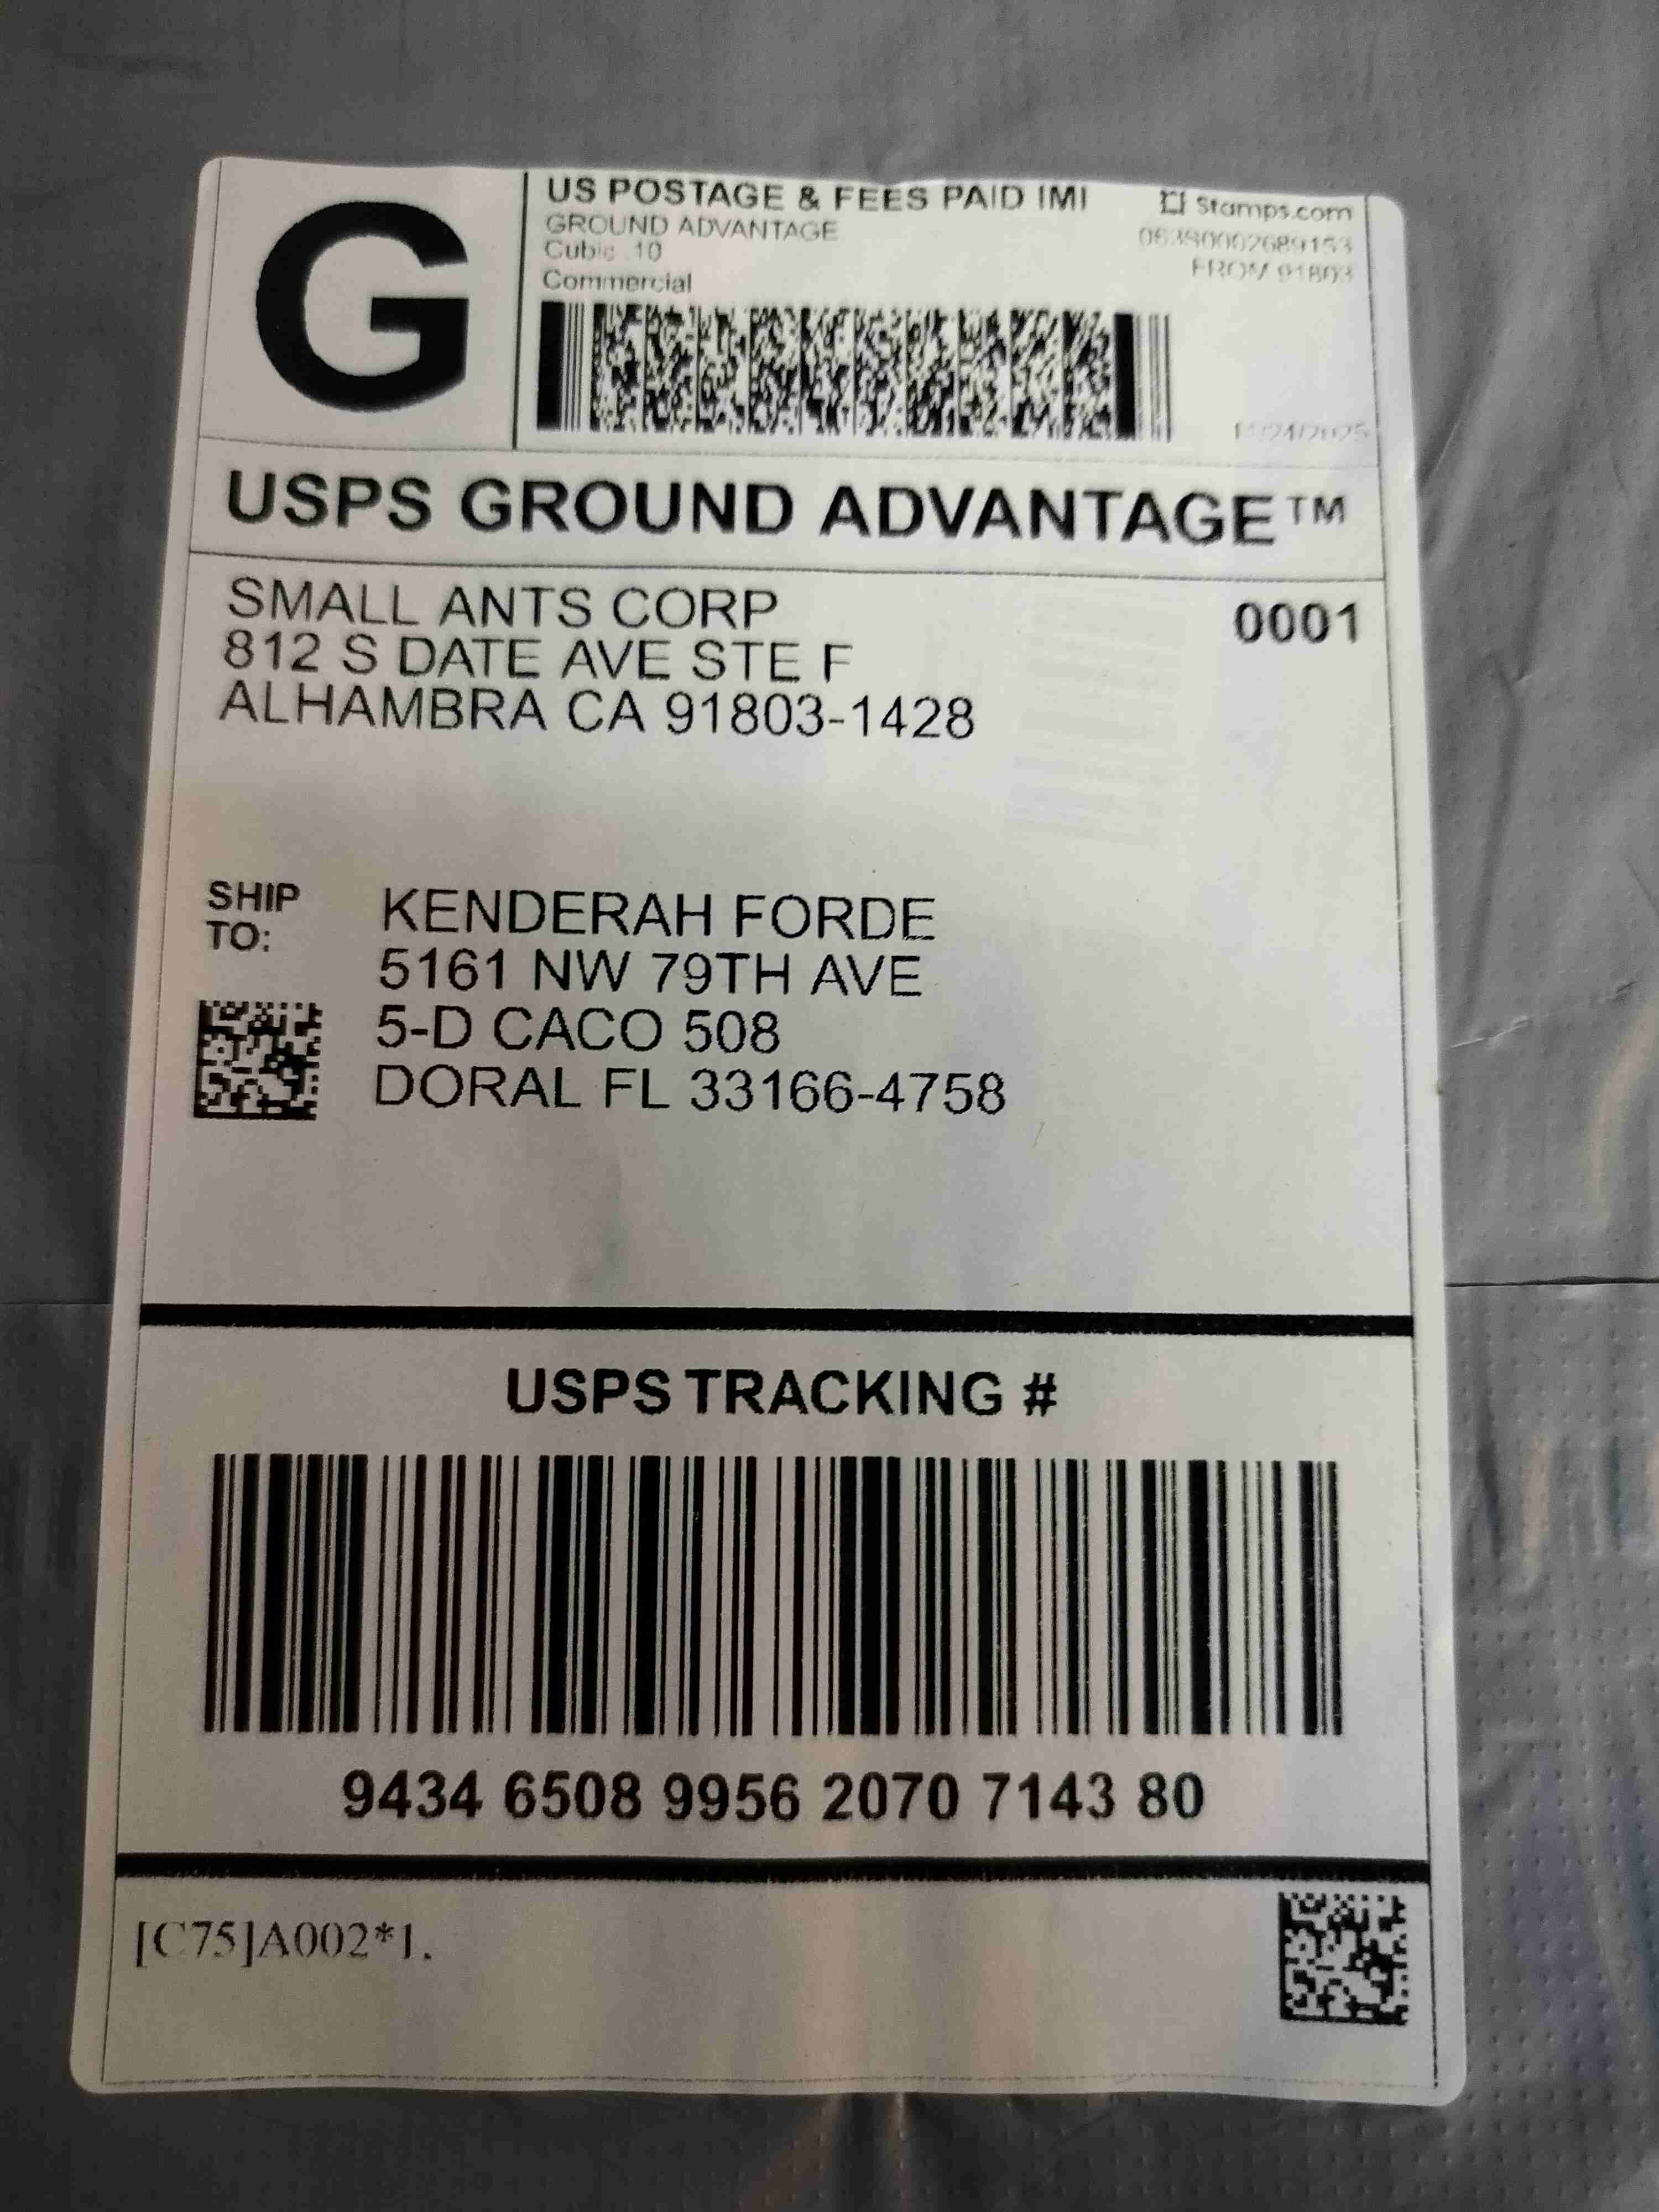 G
US POSTAGE & FEES PAID IMI
GROUND ADVANTAGE
Cubic .10
Commercial
Stamps.com
FROM 91803
USPS GROUND ADVANTAGE™
SMALL ANTS CORP
812 S DATE AVE STE F
ALHAMBRA CA 91803-1428
0001
SHIP
TO:
KENDERAH FORDE
5161 NW 79TH AVE
5-D CACO 508
DORAL FL 33166-4758
USPS TRACKING #
9434 6508 9956 2070 7143 80
[C75]A002*1.